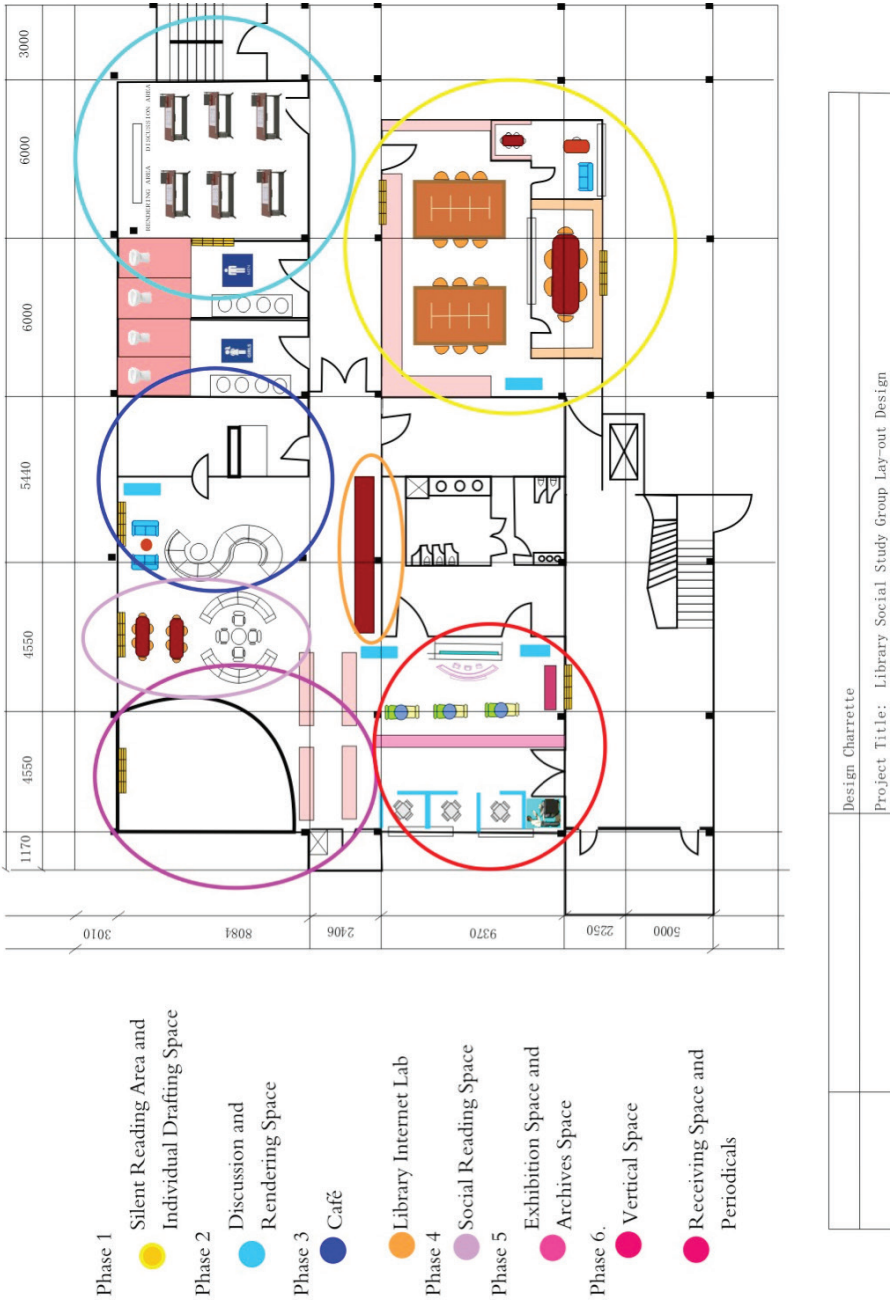 3000
6000
6000
5440
4550
4550
1170
3010
8084
2406
9370
2250
5000
RENDERING AREA DISCUSSION AREA
Phase 1
Silent Reading Area and
Individual Drafting Space
Phase 2
Discussion and
Rendering Space
Phase 3
Café
Library Internet Lab
Phase 4
Social Reading Space
Phase 5
Exhibition Space and
Archives Space
Phase 6.
Vertical Space
Receiving Space and
Periodicals
Design Charrette
Project Title: Library Social Study Group Lay-out Design